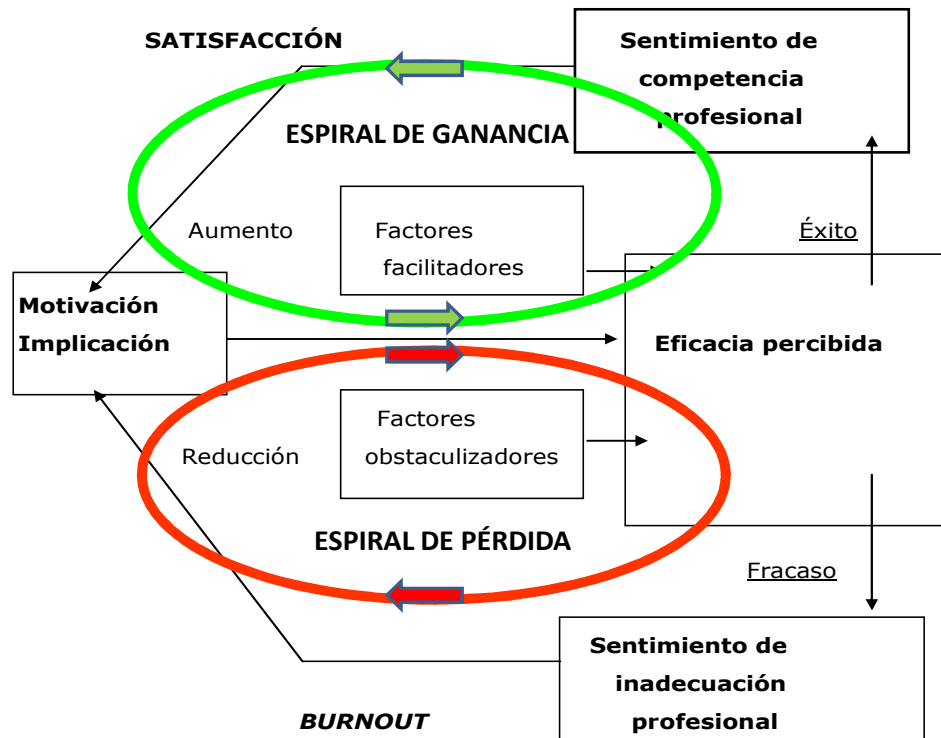 SATISFACCIÓN
Sentimiento de
competencia
profesional
ESPIRAL DE GANANCIA
Aumento
Factores
facilitadores
Éxito
Motivación
Implicación
Eficacia percibida
Factores
obstaculizadores
Reducción
ESPIRAL DE PÉRDIDA
Fracaso
Sentimiento de
inadecuación
profesional
BURNOUT